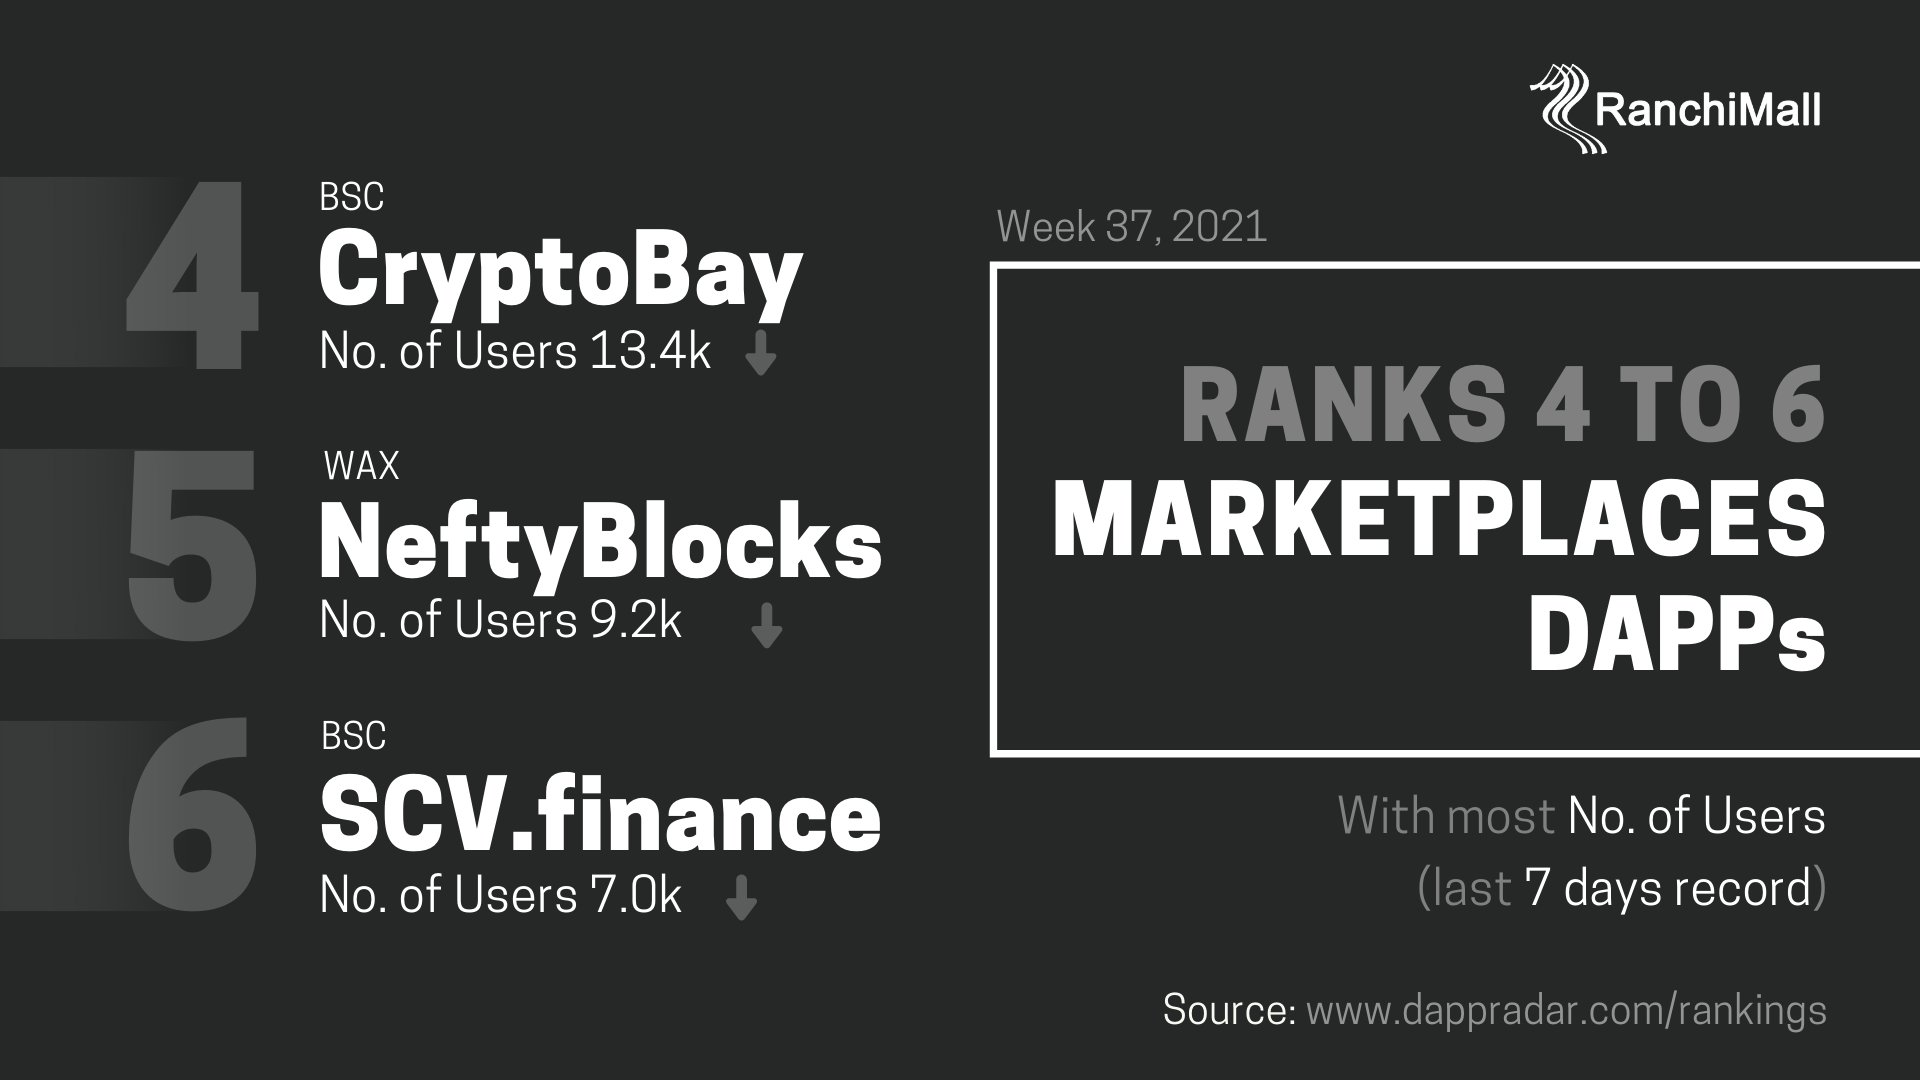 RanchiMall
4
BSC
CryptoBay
No. of Users 13.4k
5
WAX
NeftyBlocks
No. of Users 9.2k
6
BSC
SCV.finance
No. of Users 7.0k
Week 37, 2021
RANKS 4 TO 6
MARKETPLACES
DAPPs
With most No. of Users
(last 7 days record)
Source: www.dappradar.com/rankings